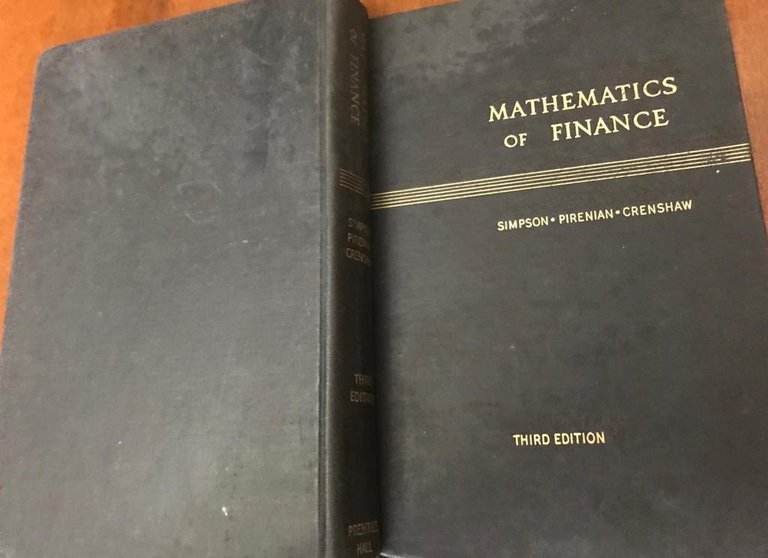 of FINANCE
SIMPSON
PIRENIAN
CRENSHAW
THIRD
EDITION
PRENTICE
HALL
MATHEMATICS
OF FINANCE
SIMPSON • PIRENIAN • CRENSHAW
THIRD EDITION